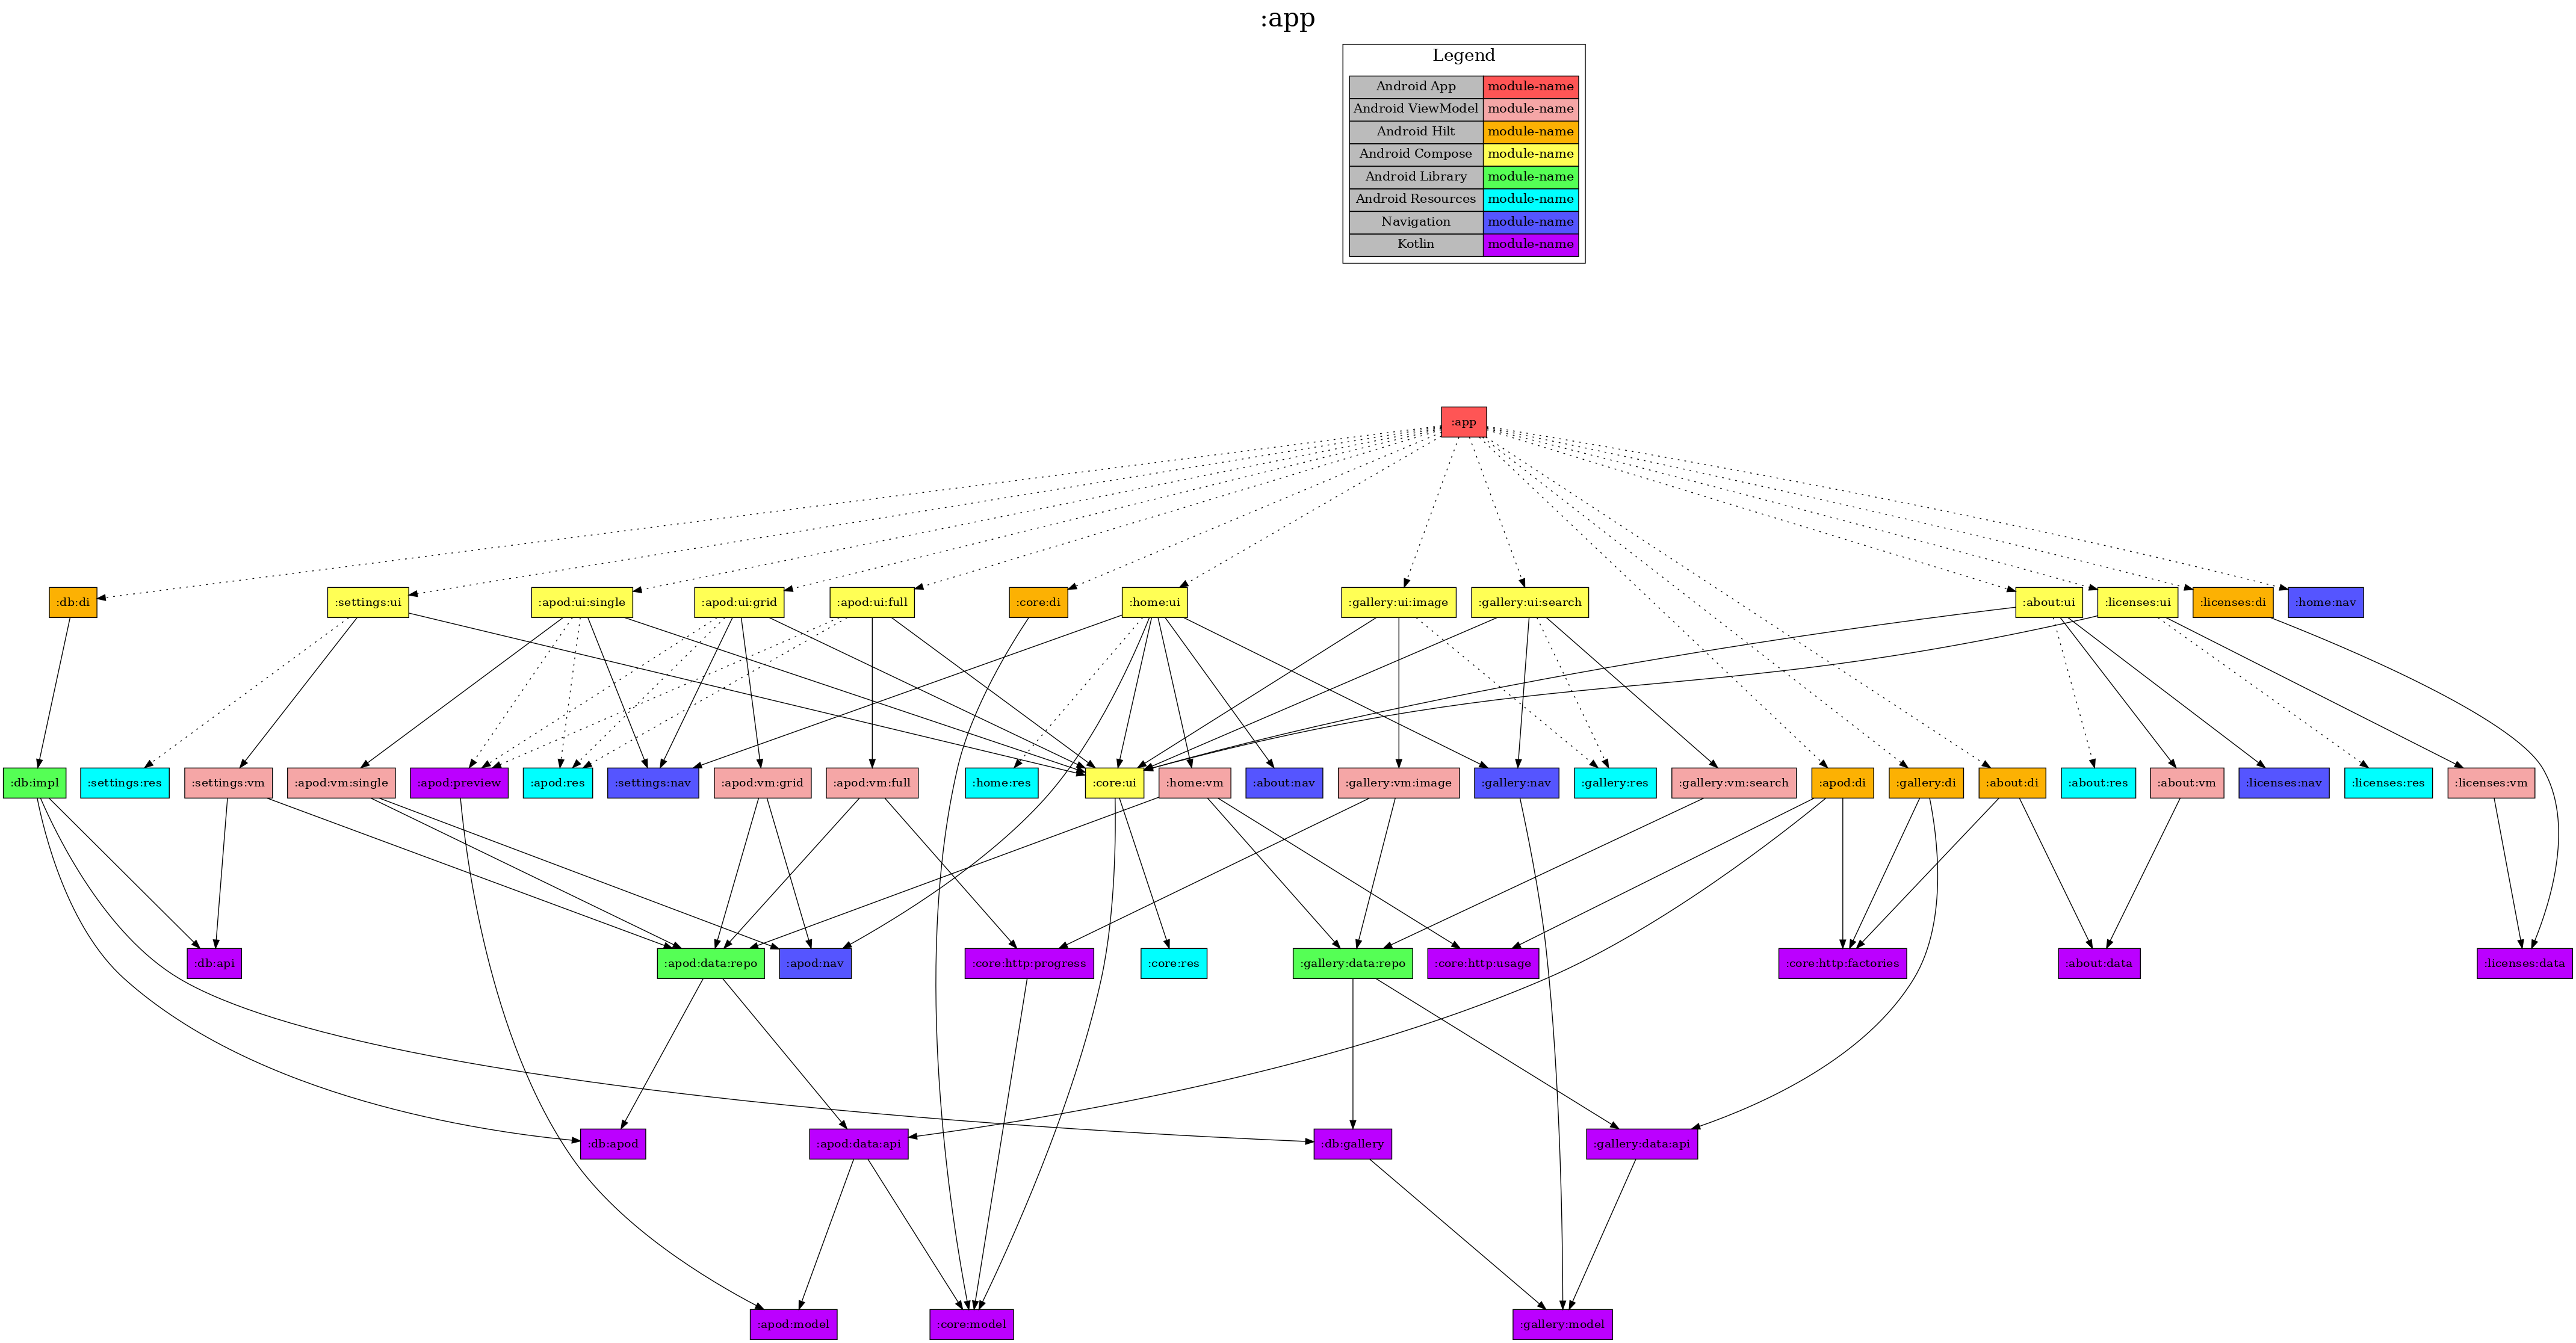 :app
Legend
Android App module-name
Android ViewModel module-name
Android Hilt module-name
Android Compose module-name
Android Library module-name
Android Resources module-name
Navigation module-name
Kotlin module-name
:app
:db:di :settings:ui :apod:ui:single :apod:ui:grid :apod:ui:full :core:di :home:ui :gallery:ui:image :gallery:ui:search :about:ui :licenses:ui :licenses:di :home:nav
:db:impl :settings:res :settings:vm :apod:vm:single :apod:preview :apod:res :settings:nav :apod:vm:grid :apod:vm:full :home:res :core:ui :home:vm :about:nav :gallery:vm:image :gallery:nav :gallery:res :gallery:vm:search :apod:di :gallery:di :about:di :about:res :about:vm :licenses:nav :licenses:res :licenses:vm
:db:api :apod:data:repo :apod:nav :core:http:progress :core:res :gallery:data:repo :core:http:usage :core:http:factories :about:data :licenses:data
:db:apod :apod:data:api :db:gallery :gallery:data:api
:apod:model :core:model :gallery:model